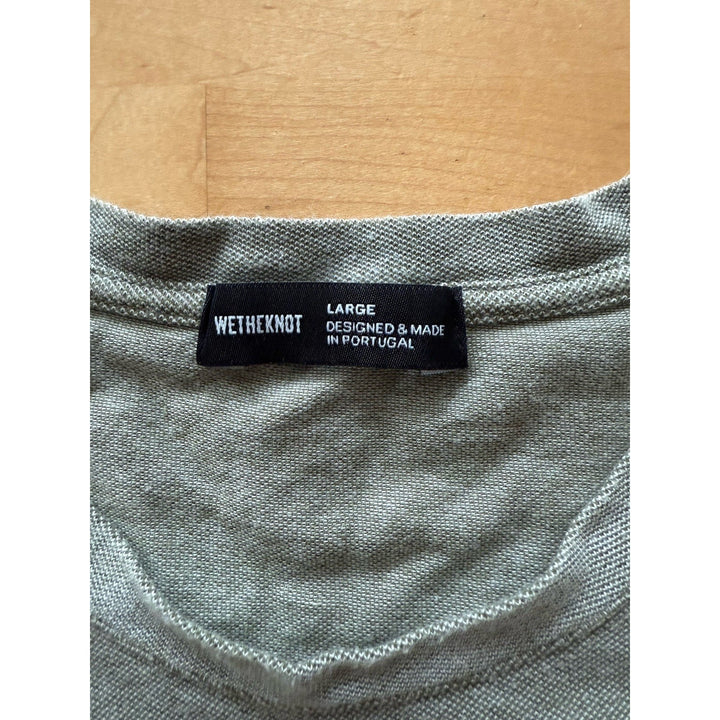 WETHEKNOT
LARGE
DESIGNED & MADE
IN PORTUGAL